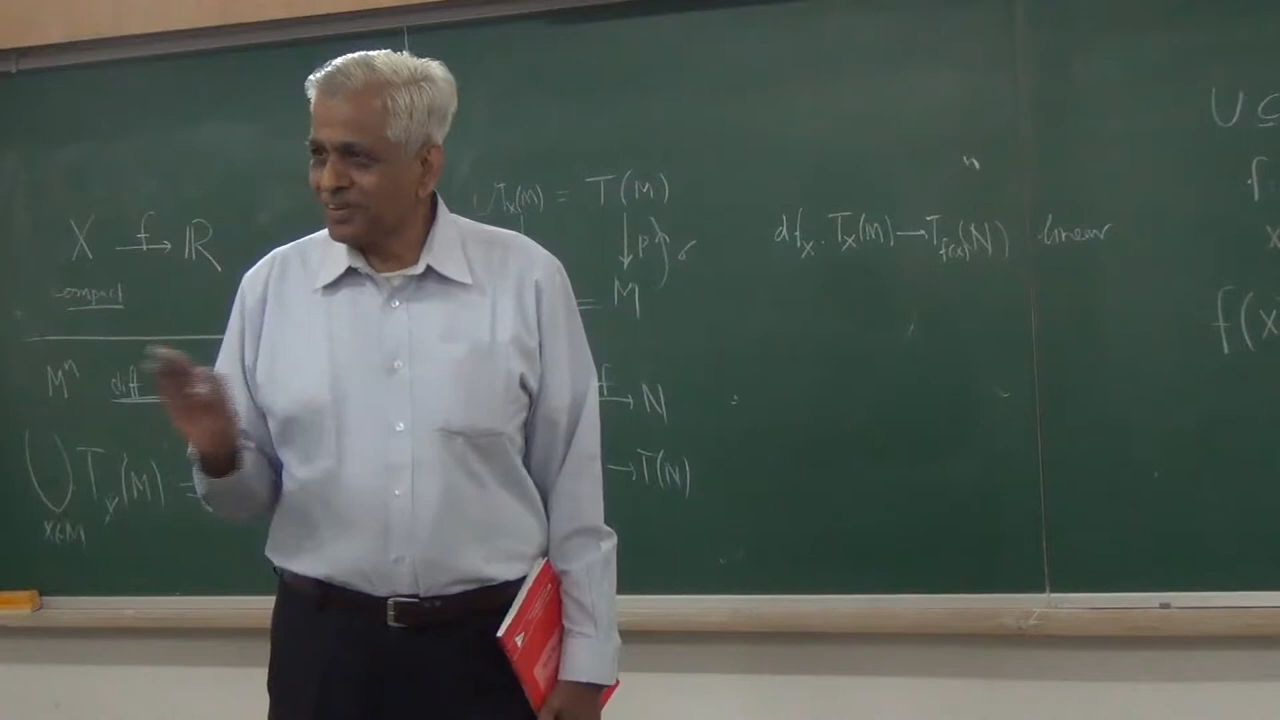 X f→ ℝ
compact
Mⁿ diff
⋃ Tₓ(M) =
x∈M
∪Tₓ(M) = T(M)
↓p
= M
f→ N
→T(N)
dfₓ. Tₓ(M)→T_f(x)(N) linear
n
U ⊆
f
x
f(x